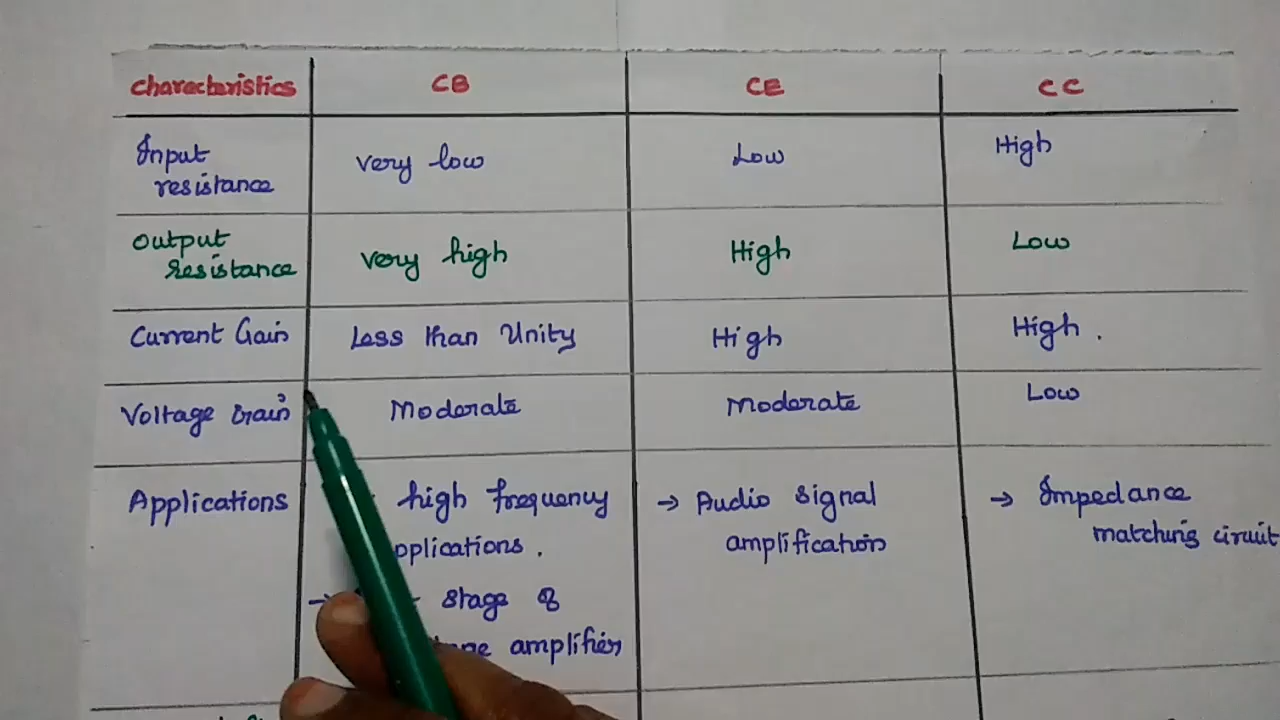 Characteristics CB CE CC
Input
resistance very low Low High
Output
resistance very high High Low
Current Gain Less than Unity High High .
Voltage Gain Moderate Moderate Low
Applications high frequency → Audio signal → Impedance
applications . amplification matching circuit
→ stage of
amplifier